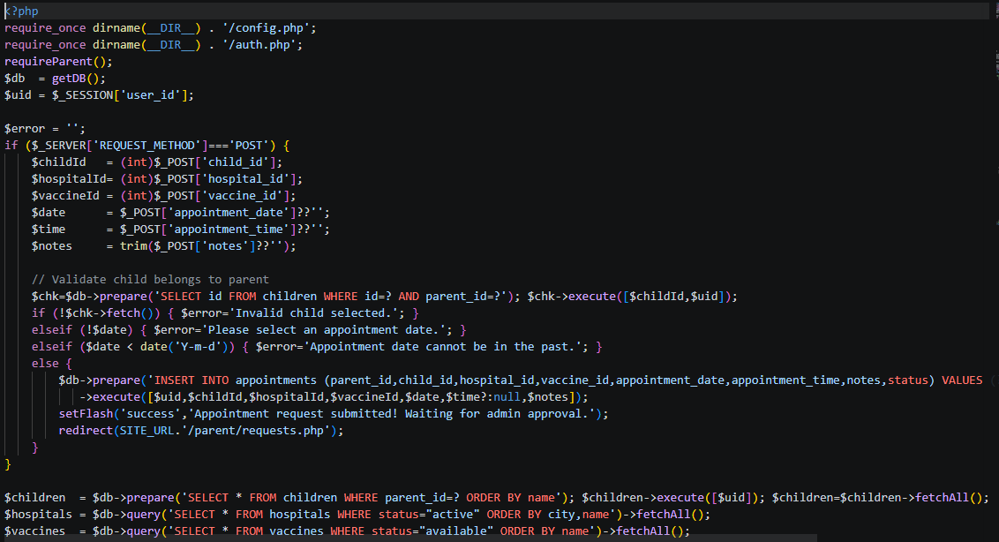 <?php
require_once dirname(__DIR__) . '/config.php';
require_once dirname(__DIR__) . '/auth.php';
requireParent();
$db  = getDB();
$uid = $_SESSION['user_id'];

$error = '';
if ($_SERVER['REQUEST_METHOD']==='POST') {
    $childId   = (int)$_POST['child_id'];
    $hospitalId= (int)$_POST['hospital_id'];
    $vaccineId = (int)$_POST['vaccine_id'];
    $date      = $_POST['appointment_date']??'';
    $time      = $_POST['appointment_time']??'';
    $notes     = trim($_POST['notes']??'');

    // Validate child belongs to parent
    $chk=$db->prepare('SELECT id FROM children WHERE id=? AND parent_id=?'); $chk->execute([$childId,$uid]);
    if (!$chk->fetch()) { $error='Invalid child selected.'; }
    elseif (!$date) { $error='Please select an appointment date.'; }
    elseif ($date < date('Y-m-d')) { $error='Appointment date cannot be in the past.'; }
    else {
        $db->prepare('INSERT INTO appointments (parent_id,child_id,hospital_id,vaccine_id,appointment_date,appointment_time,notes,status) VALUES (
           ->execute([$uid,$childId,$hospitalId,$vaccineId,$date,$time?:null,$notes]);
        setFlash('success','Appointment request submitted! Waiting for admin approval.');
        redirect(SITE_URL.'/parent/requests.php');
    }
}

$children  = $db->prepare('SELECT * FROM children WHERE parent_id=? ORDER BY name'); $children->execute([$uid]); $children=$children->fetchAll();
$hospitals = $db->query('SELECT * FROM hospitals WHERE status="active" ORDER BY city,name')->fetchAll();
$vaccines  = $db->query('SELECT * FROM vaccines WHERE status="available" ORDER BY name')->fetchAll();